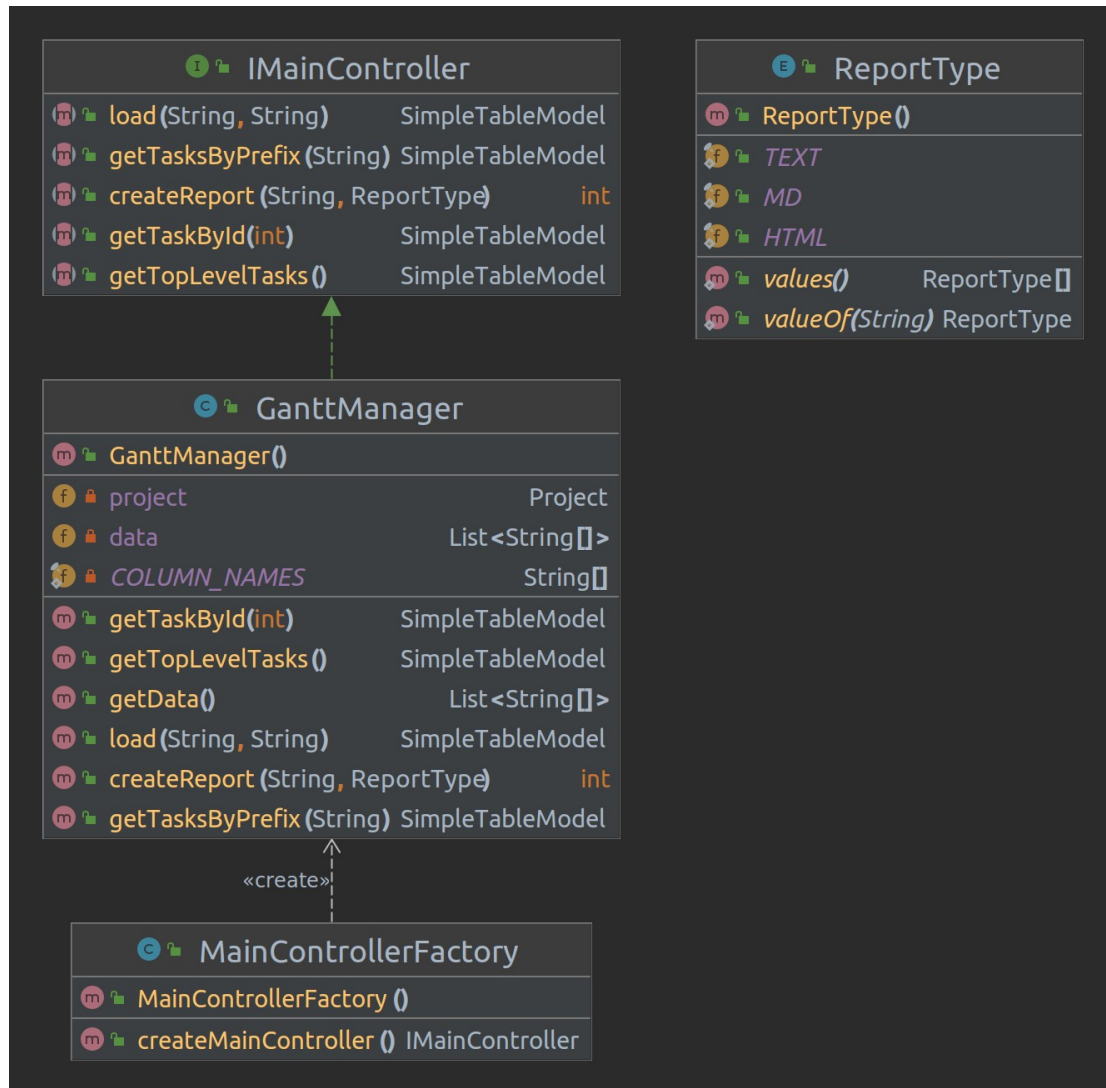 IMainController
load(String, String) SimpleTableModel
getTasksByPrefix(String) SimpleTableModel
createReport(String, ReportType) int
getTaskById(int) SimpleTableModel
getTopLevelTasks() SimpleTableModel
ReportType
ReportType()
TEXT
MD
HTML
values() ReportType[]
valueOf(String) ReportType
GanttManager
GanttManager()
project Project
data List<String[]>
COLUMN_NAMES String[]
getTaskById(int) SimpleTableModel
getTopLevelTasks() SimpleTableModel
getData() List<String[]>
load(String, String) SimpleTableModel
createReport(String, ReportType) int
getTasksByPrefix(String) SimpleTableModel
«create»
MainControllerFactory
MainControllerFactory()
createMainController() IMainController